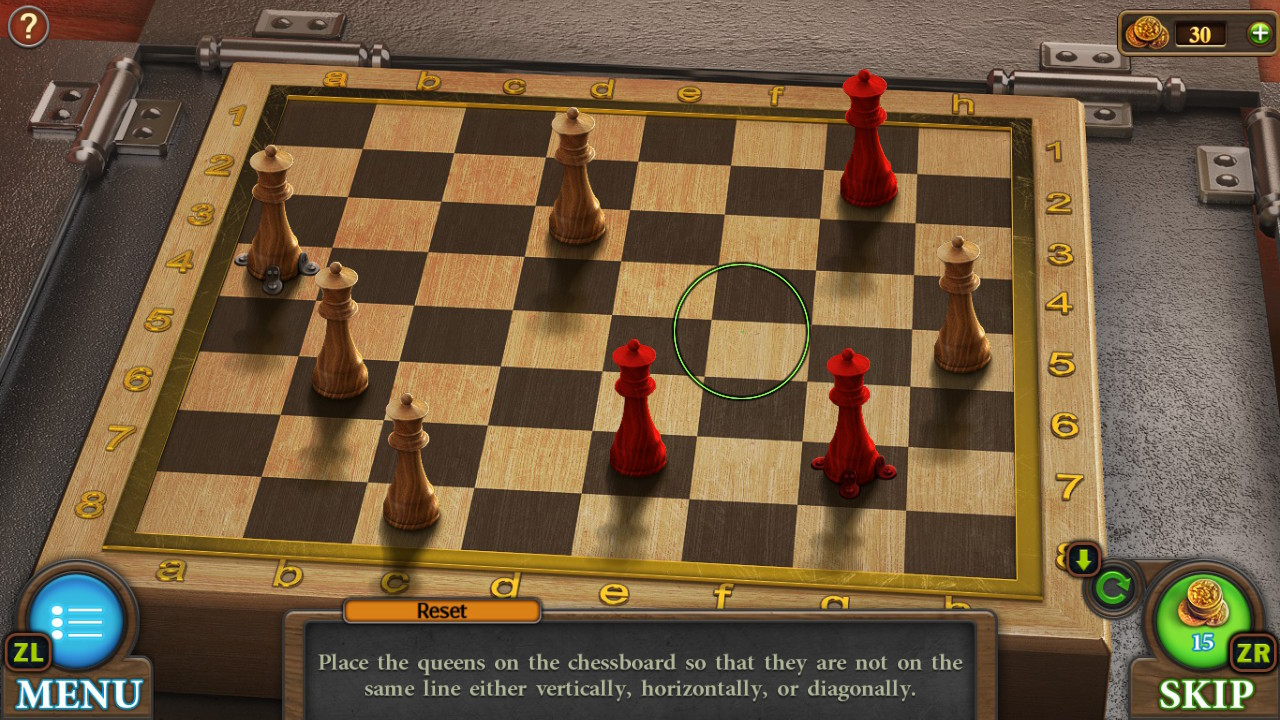 ?
30
+
a b c d e f h
1
1
2
2
3
3
4
4
5
5
6
6
7
7
8
8
a b c d e f g h
Reset
Place the queens on the chessboard so that they are not on the
same line either vertically, horizontally, or diagonally.
ZL
MENU
15
ZR
SKIP